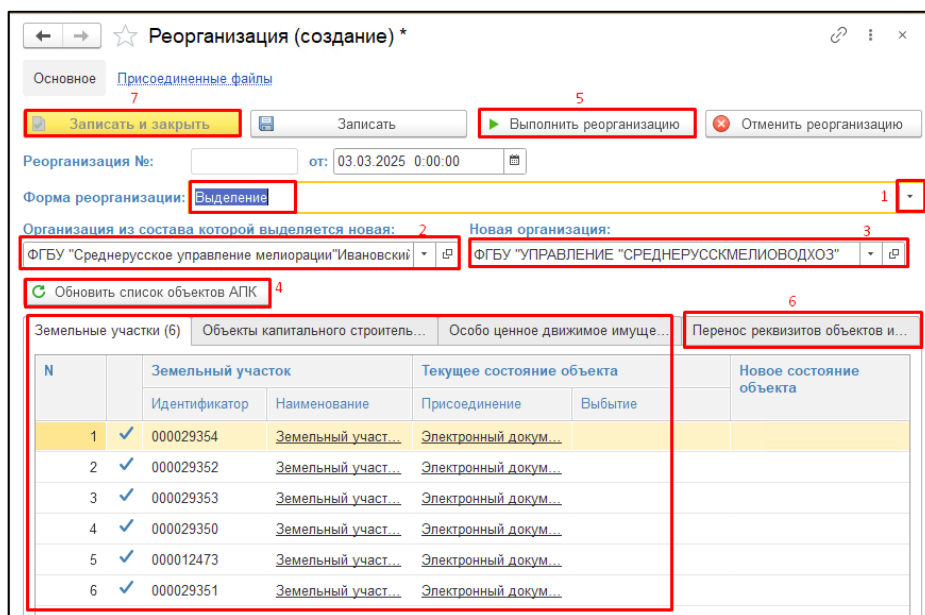 Реорганизация (создание) *
Основное Присоединенные файлы
7 5
Записать и закрыть Записать Выполнить реорганизацию Отменить реорганизацию
Реорганизация №: от: 03.03.2025 0:00:00
Форма реорганизации: Выделение 1
Организация из состава которой выделяется новая: 2 Новая организация: 3
ФГБУ "Среднерусское управление мелиорации"Ивановский ФГБУ "УПРАВЛЕНИЕ "СРЕДНЕРУССКМЕЛИОВОДХОЗ"
Обновить список объектов АПК 4
6
Земельные участки (6) Объекты капитального строитель... Особо ценное движимое имуще... Перенос реквизитов объектов и...
N Земельный участок Текущее состояние объекта Новое состояние объекта
Идентификатор Наименование Присоединение Выбытие
1 000029354 Земельный участ... Электронный докум...
2 000029352 Земельный участ... Электронный докум...
3 000029353 Земельный участ... Электронный докум...
4 000029350 Земельный участ... Электронный докум...
5 000012473 Земельный участ... Электронный докум...
6 000029351 Земельный участ... Электронный докум...